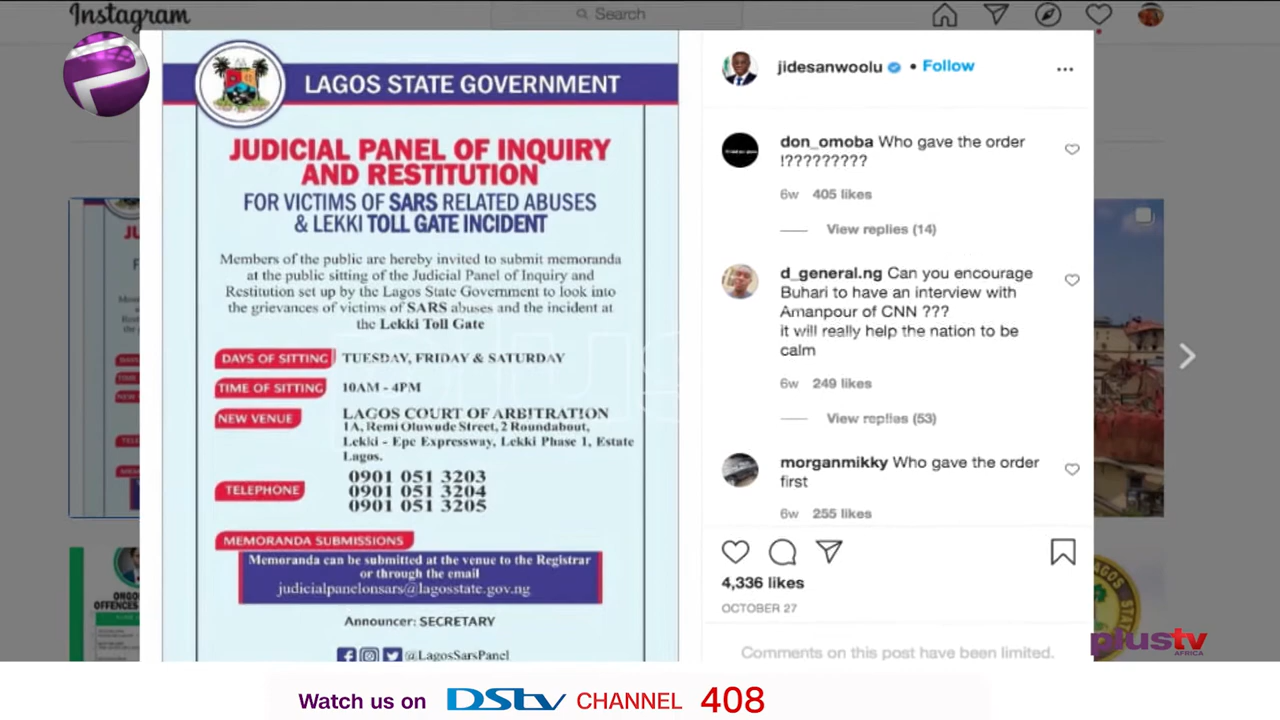 Instagram
Search
LAGOS STATE GOVERNMENT
JUDICIAL PANEL OF INQUIRY
AND RESTITUTION
FOR VICTIMS OF SARS RELATED ABUSES
& LEKKI TOLL GATE INCIDENT
Members of the public are hereby invited to submit memoranda
at the public sitting of the Judicial Panel of Inquiry and
Restitution set up by the Lagos State Government to look into
the grievances of victims of SARS abuses and the incident at
the Lekki Toll Gate
DAYS OF SITTING TUESDAY, FRIDAY & SATURDAY
TIME OF SITTING 10AM - 4PM
NEW VENUE LAGOS COURT OF ARBITRATION
1A, Remi Oluwude Street, 2 Roundabout,
Lekki - Epe Expressway, Lekki Phase 1, Estate
Lagos.
TELEPHONE 0901 051 3203
0901 051 3204
0901 051 3205
MEMORANDA SUBMISSIONS
Memoranda can be submitted at the venue to the Registrar
or through the email
judicialpanelonsars@lagosstate.gov.ng
Announcer: SECRETARY
@LagosSarsPanel
jidesanwoolu • Follow
don_omoba Who gave the order
!?????????
6w 405 likes
View replies (14)
d_general.ng Can you encourage
Buhari to have an interview with
Amanpour of CNN ???
it will really help the nation to be
calm
6w 249 likes
View replies (53)
morganmikky Who gave the order
first
6w 255 likes
4,336 likes
OCTOBER 27
Comments on this post have been limited.
ONGO
OFFENCES
LAGOS STATE
plustv
AFRICA
Watch us on DStv CHANNEL 408